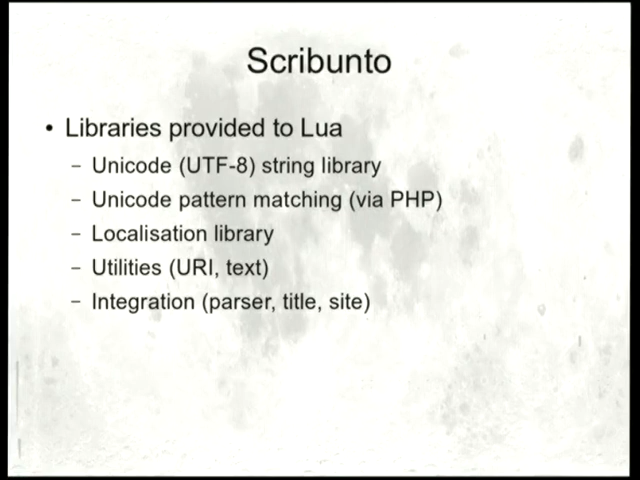 Scribunto
• Libraries provided to Lua
– Unicode (UTF-8) string library
– Unicode pattern matching (via PHP)
– Localisation library
– Utilities (URI, text)
– Integration (parser, title, site)